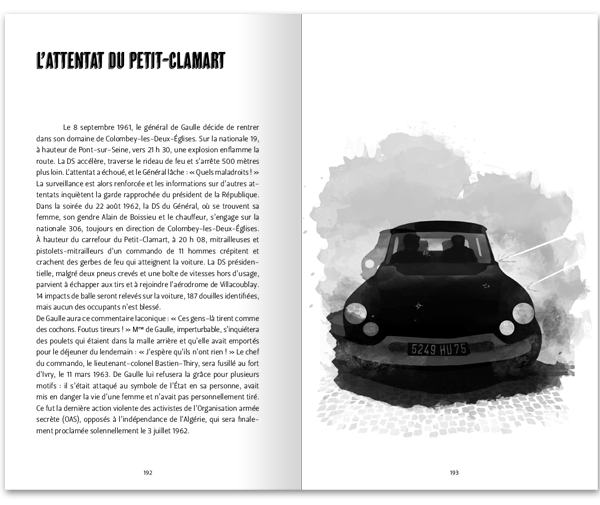 L'ATTENTAT DU PETIT-CLAMART
Le 8 septembre 1961, le général de Gaulle décide de rentrer
dans son domaine de Colombey-les-Deux-Églises. Sur la nationale 19,
à hauteur de Pont-sur-Seine, vers 21 h 30, une explosion enflamme la
route. La DS accélère, traverse le rideau de feu et s'arrête 500 mètres
plus loin. L'attentat a échoué, et le Général lâche : « Quels maladroits ! »
La surveillance est alors renforcée et les informations sur d'autres at-
tentats inquiètent la garde rapprochée du président de la République.
Dans la soirée du 22 août 1962, la DS du Général, où se trouvent sa
femme, son gendre Alain de Boissieu et le chauffeur, s'engage sur la
nationale 306, toujours en direction de Colombey-les-Deux-Églises.
À hauteur du carrefour du Petit-Clamart, à 20 h 08, mitrailleuses et
pistolets-mitrailleurs d'un commando de 11 hommes crépitent et
crachent des gerbes de feu qui atteignent la voiture. La DS présiden-
tielle, malgré deux pneus crevés et une boîte de vitesses hors d'usage,
parvient à échapper aux tirs et à rejoindre l'aérodrome de Villacoublay.
14 impacts de balle seront relevés sur la voiture, 187 douilles identifiées,
mais aucun des occupants n'est blessé.
De Gaulle aura ce commentaire laconique : « Ces gens-là tirent comme
des cochons. Foutus tireurs ! » Mme de Gaulle, imperturbable, s'inquiétera
des poulets qui étaient dans la malle arrière et qu'elle avait emportés
pour le déjeuner du lendemain : « J'espère qu'ils n'ont rien ! » Le chef
du commando, le lieutenant-colonel Bastien-Thiry, sera fusillé au fort
d'Ivry, le 11 mars 1963. De Gaulle lui refusera la grâce pour plusieurs
motifs : il s'était attaqué au symbole de l'État en sa personne, avait
mis en danger la vie d'une femme et n'avait pas personnellement tiré.
Ce fut la dernière action violente des activistes de l'Organisation armée
secrète (OAS), opposés à l'indépendance de l'Algérie, qui sera finale-
ment proclamée solennellement le 3 juillet 1962.
192
5249 HU 75
193